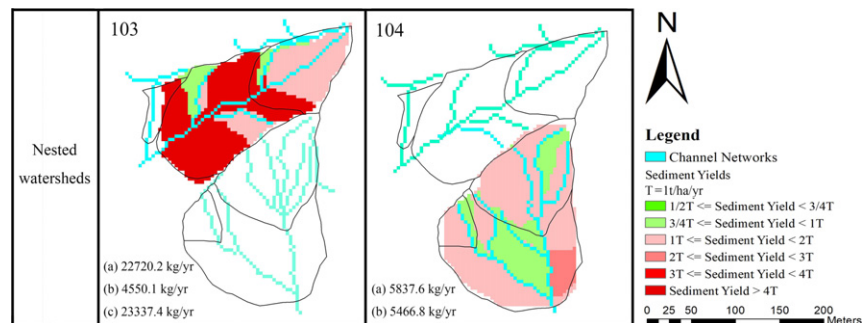 Nested
watersheds
103
(a) 22720.2 kg/yr
(b) 4550.1 kg/yr
(c) 23337.4 kg/yr
104
(a) 5837.6 kg/yr
(b) 5466.8 kg/yr
N
Legend
Channel Networks
Sediment Yields
T=1t/ha/yr
1/2T <= Sediment Yield < 3/4T
3/4T <= Sediment Yield < 1T
1T <= Sediment Yield < 2T
2T <= Sediment Yield < 3T
3T <= Sediment Yield < 4T
Sediment Yield > 4T
0 25 50 100 150 200
Meters